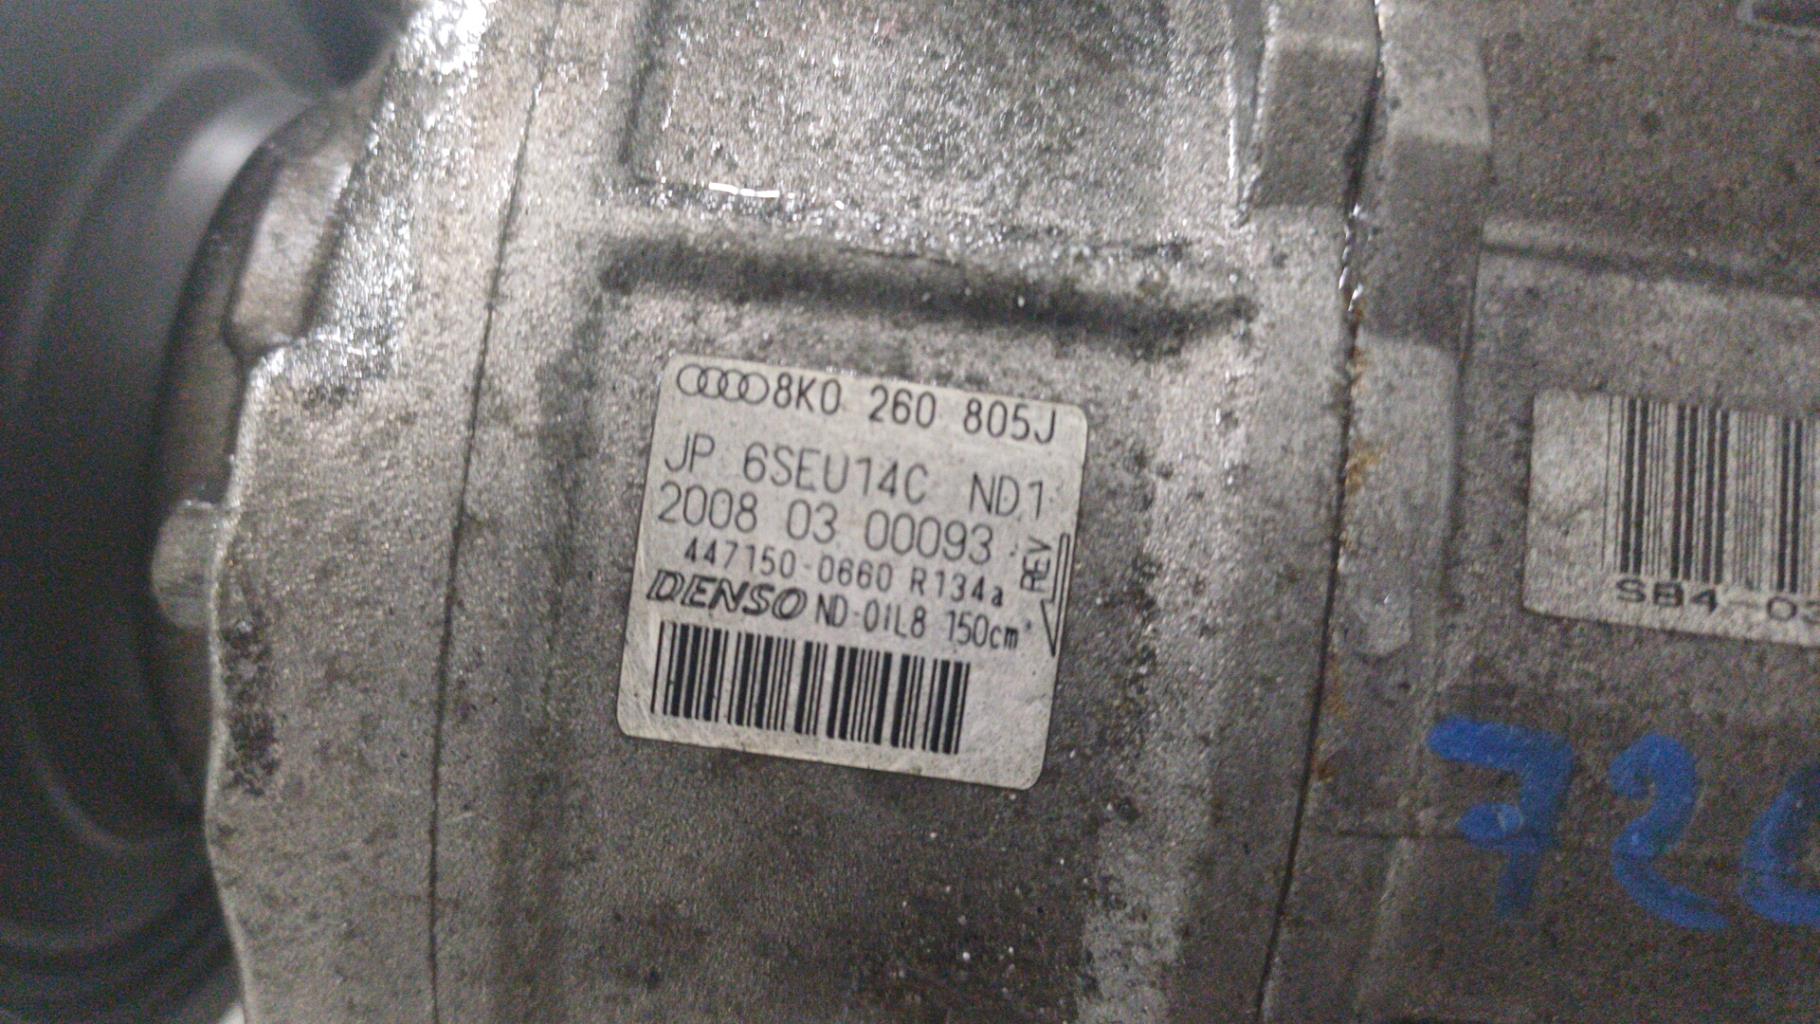 8K0 260 805J
JP 6SEU14C ND1
2008 03 00093
447150-0660 R134a
REV
DENSO ND-OIL8 150cm³
SB4-03
72